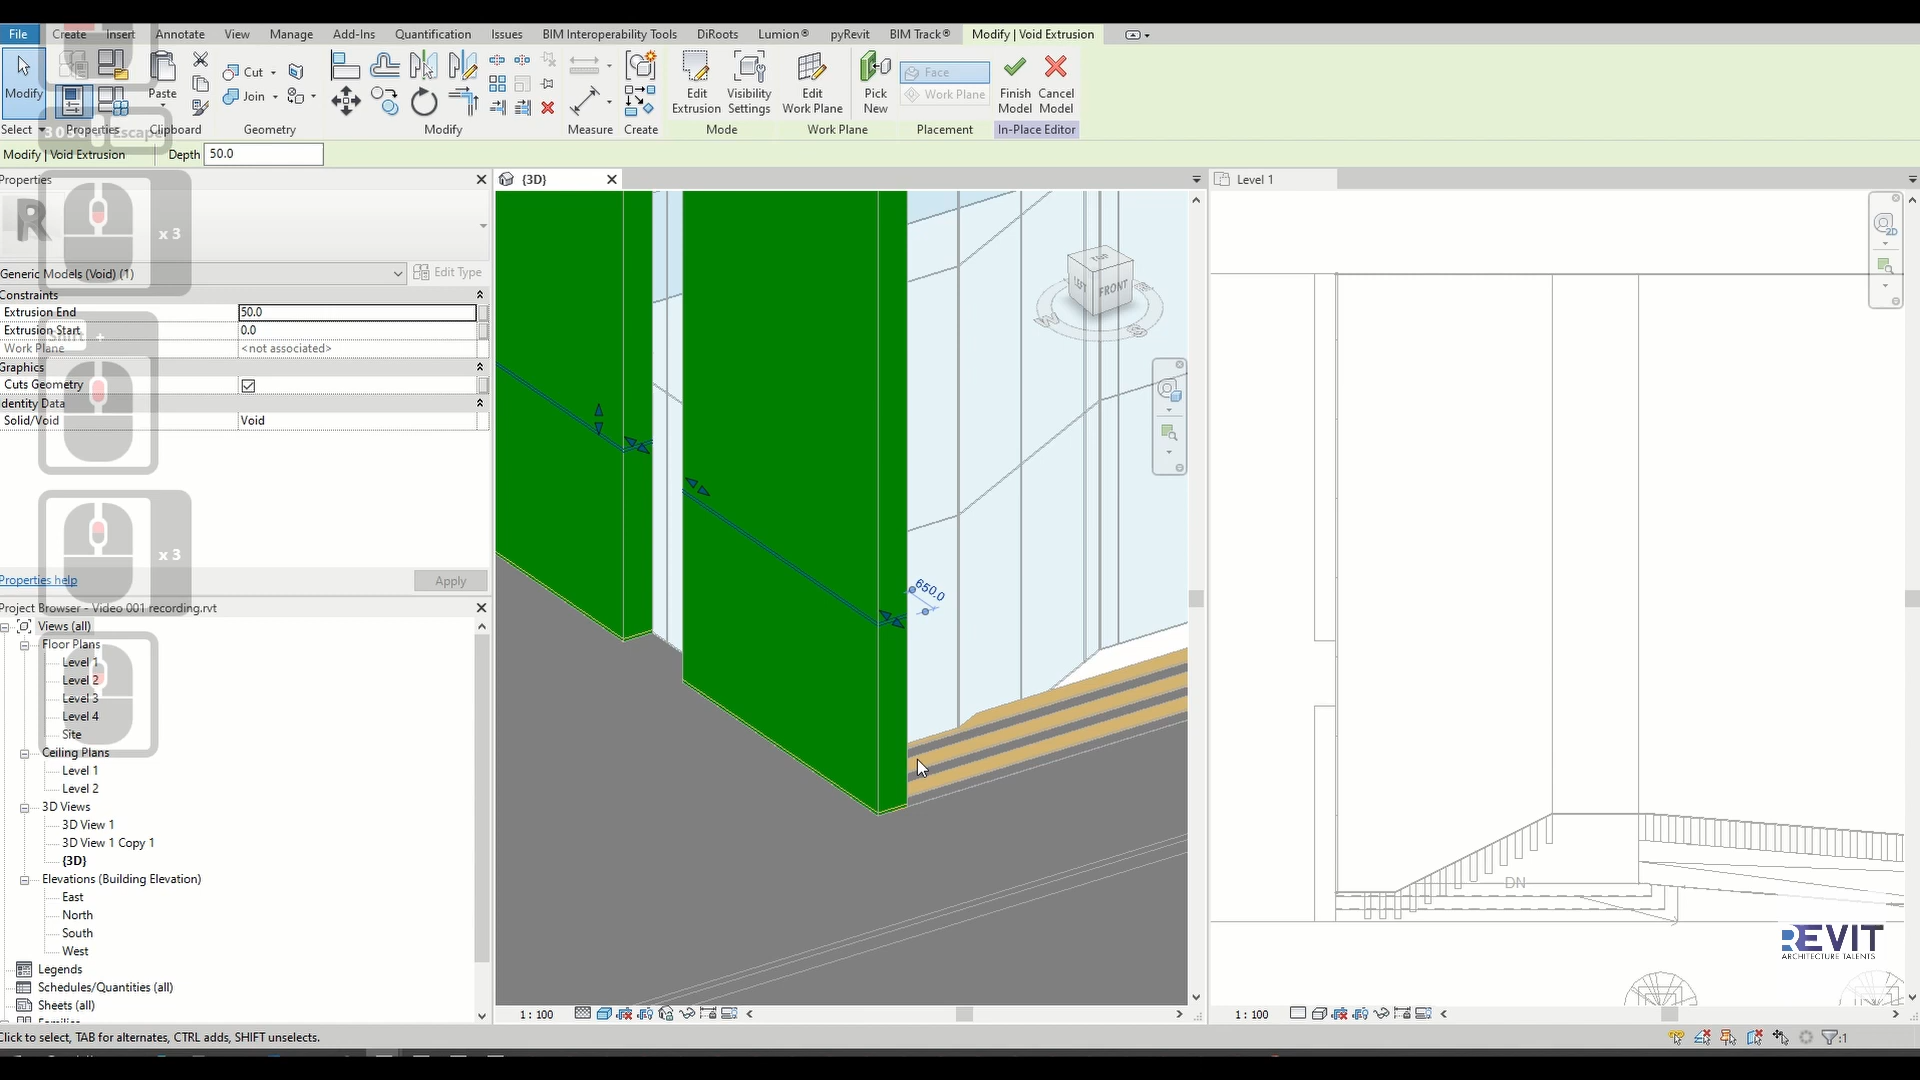 File Create Insert Annotate View Manage Add-Ins Quantification Issues BIM Interoperability Tools DiRoots Lumion® pyRevit BIM Track® Modify | Void Extrusion
Modify
Paste
Cut
Join
Edit Extrusion
Visibility Settings
Edit Work Plane
Pick New
Face
Work Plane
Finish Model
Cancel Model
Select Properties Clipboard Geometry Modify Measure Create Mode Work Plane Placement In-Place Editor
Escape
Modify | Void Extrusion Depth 50.0
Properties
{3D}
Level 1
R
x 3
Generic Models (Void) (1) Edit Type
Constraints
Extrusion End 50.0
Extrusion Start 0.0
Shift +
Work Plane <not associated>
Graphics
Cuts Geometry
Identity Data
Solid/Void Void
x 3
Properties help Apply
Project Browser - Video 001 recording.rvt
Views (all)
Floor Plans
Level 1
Level 2
Level 3
Level 4
Site
Ceiling Plans
Level 1
Level 2
3D Views
3D View 1
3D View 1 Copy 1
{3D}
Elevations (Building Elevation)
East
North
South
West
Legends
Schedules/Quantities (all)
Sheets (all)
TOP
FRONT
W
S
650.0
2D
DN
REVIT
ARCHITECTURE TALENTS
1 : 100
1 : 100
Click to select, TAB for alternates, CTRL adds, SHIFT unselects.
:1